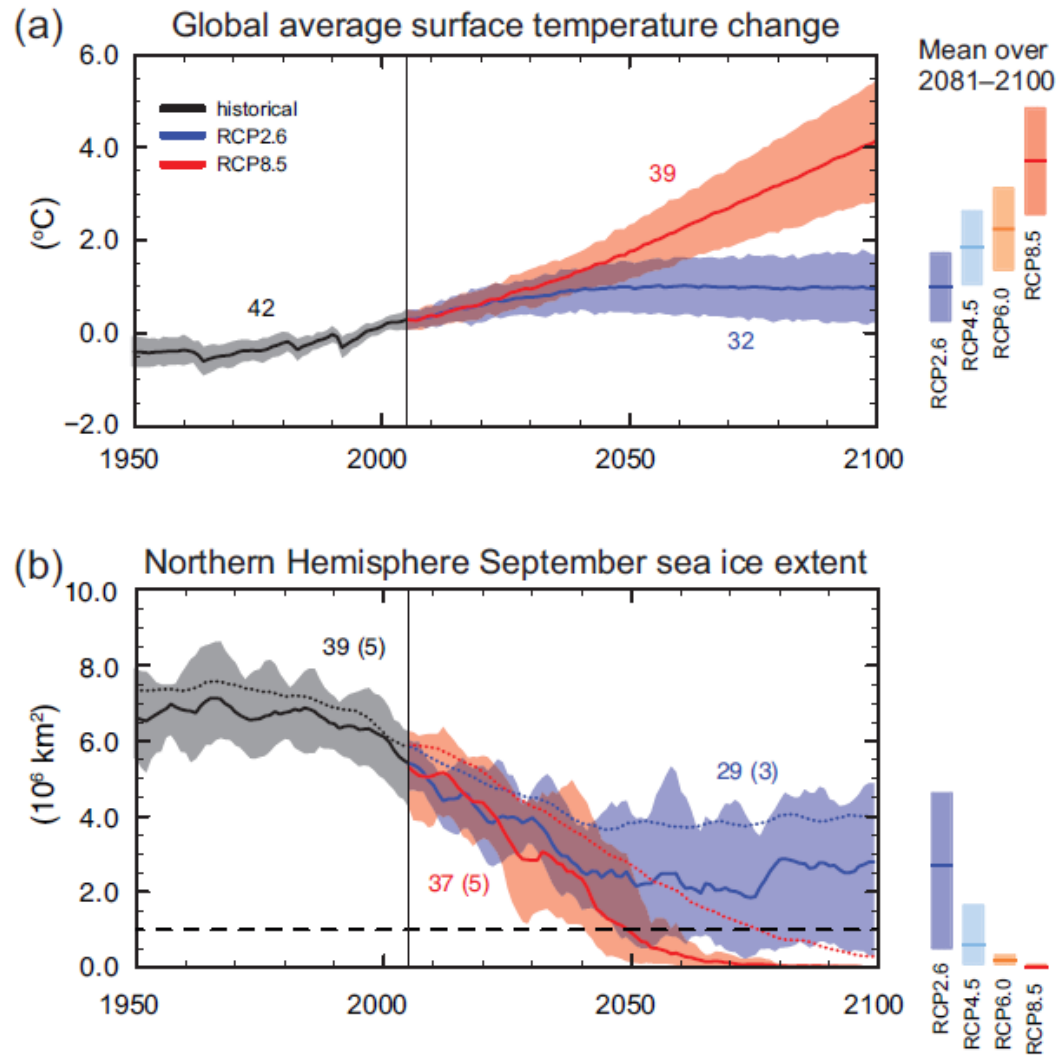 (a) Global average surface temperature change
Mean over
2081–2100
6.0
4.0
2.0
0.0
−2.0
(°C)
historical
RCP2.6
RCP8.5
39
42
32
1950
2000
2050
2100
RCP2.6
RCP4.5
RCP6.0
RCP8.5
(b) Northern Hemisphere September sea ice extent
10.0
8.0
6.0
4.0
2.0
0.0
(10⁶ km²)
39 (5)
29 (3)
37 (5)
1950
2000
2050
2100
RCP2.6
RCP4.5
RCP6.0
RCP8.5